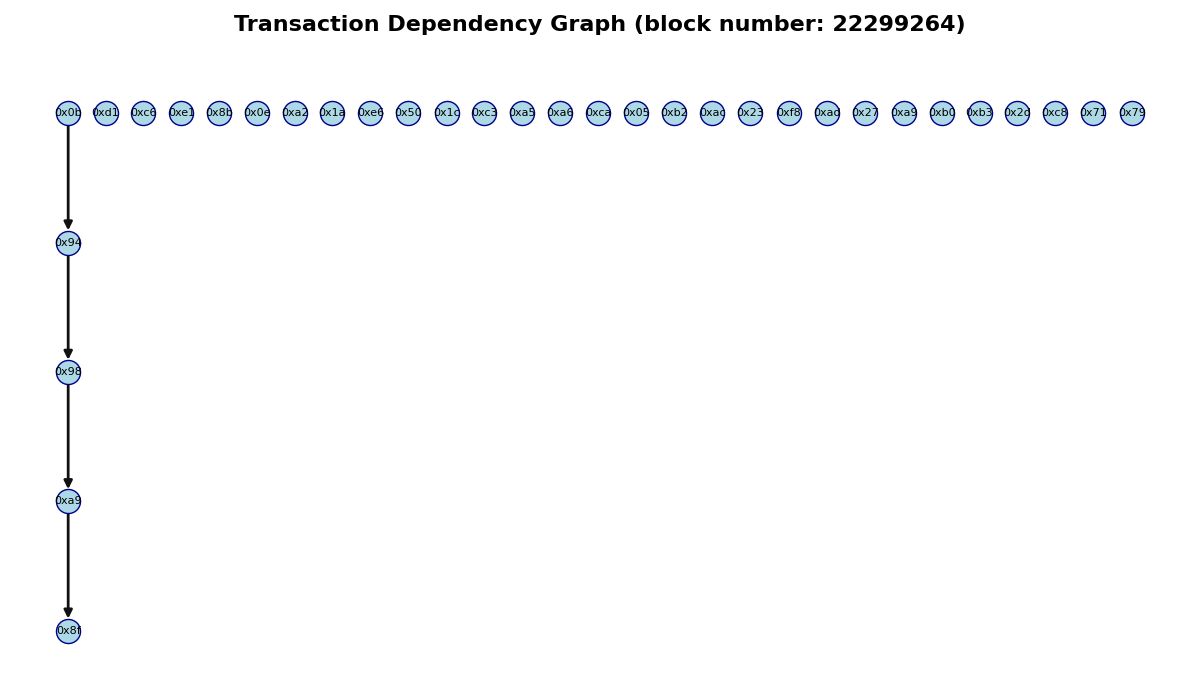 Transaction Dependency Graph (block number: 22299264)
0x0b 0xd1 0xc6 0xe1 0x8b 0x0e 0xa2 0x1a 0xe6 0x50 0x1c 0xc3 0xa5 0xa6 0xca 0x05 0xb2 0xac 0x23 0xf8 0xad 0x27 0xa9 0xb0 0xb3 0x2d 0xc8 0x71 0x79
0x94
0x98
0xa9
0x8f